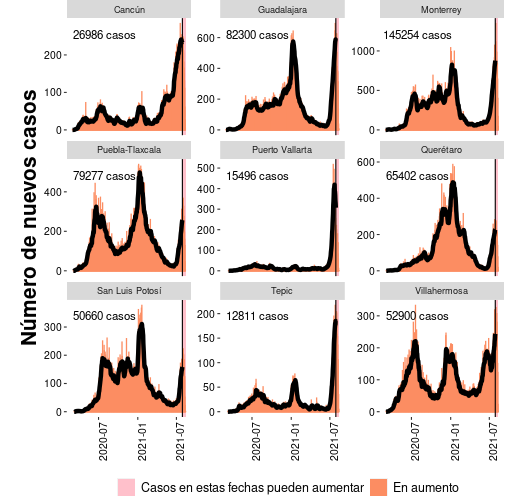 Cancún
Guadalajara
Monterrey
26986 casos
82300 casos
145254 casos
200
100
0
600
400
200
0
1000
500
0
Puebla-Tlaxcala
Puerto Vallarta
Querétaro
79277 casos
15496 casos
65402 casos
400
200
0
500
400
300
200
100
0
600
400
200
0
San Luis Potosí
Tepic
Villahermosa
50660 casos
12811 casos
52900 casos
300
200
100
0
200
150
100
50
0
300
200
100
0
2020-07
2021-01
2021-07
2020-07
2021-01
2021-07
2020-07
2021-01
2021-07
Número de nuevos casos
Casos en estas fechas pueden aumentar
En aumento